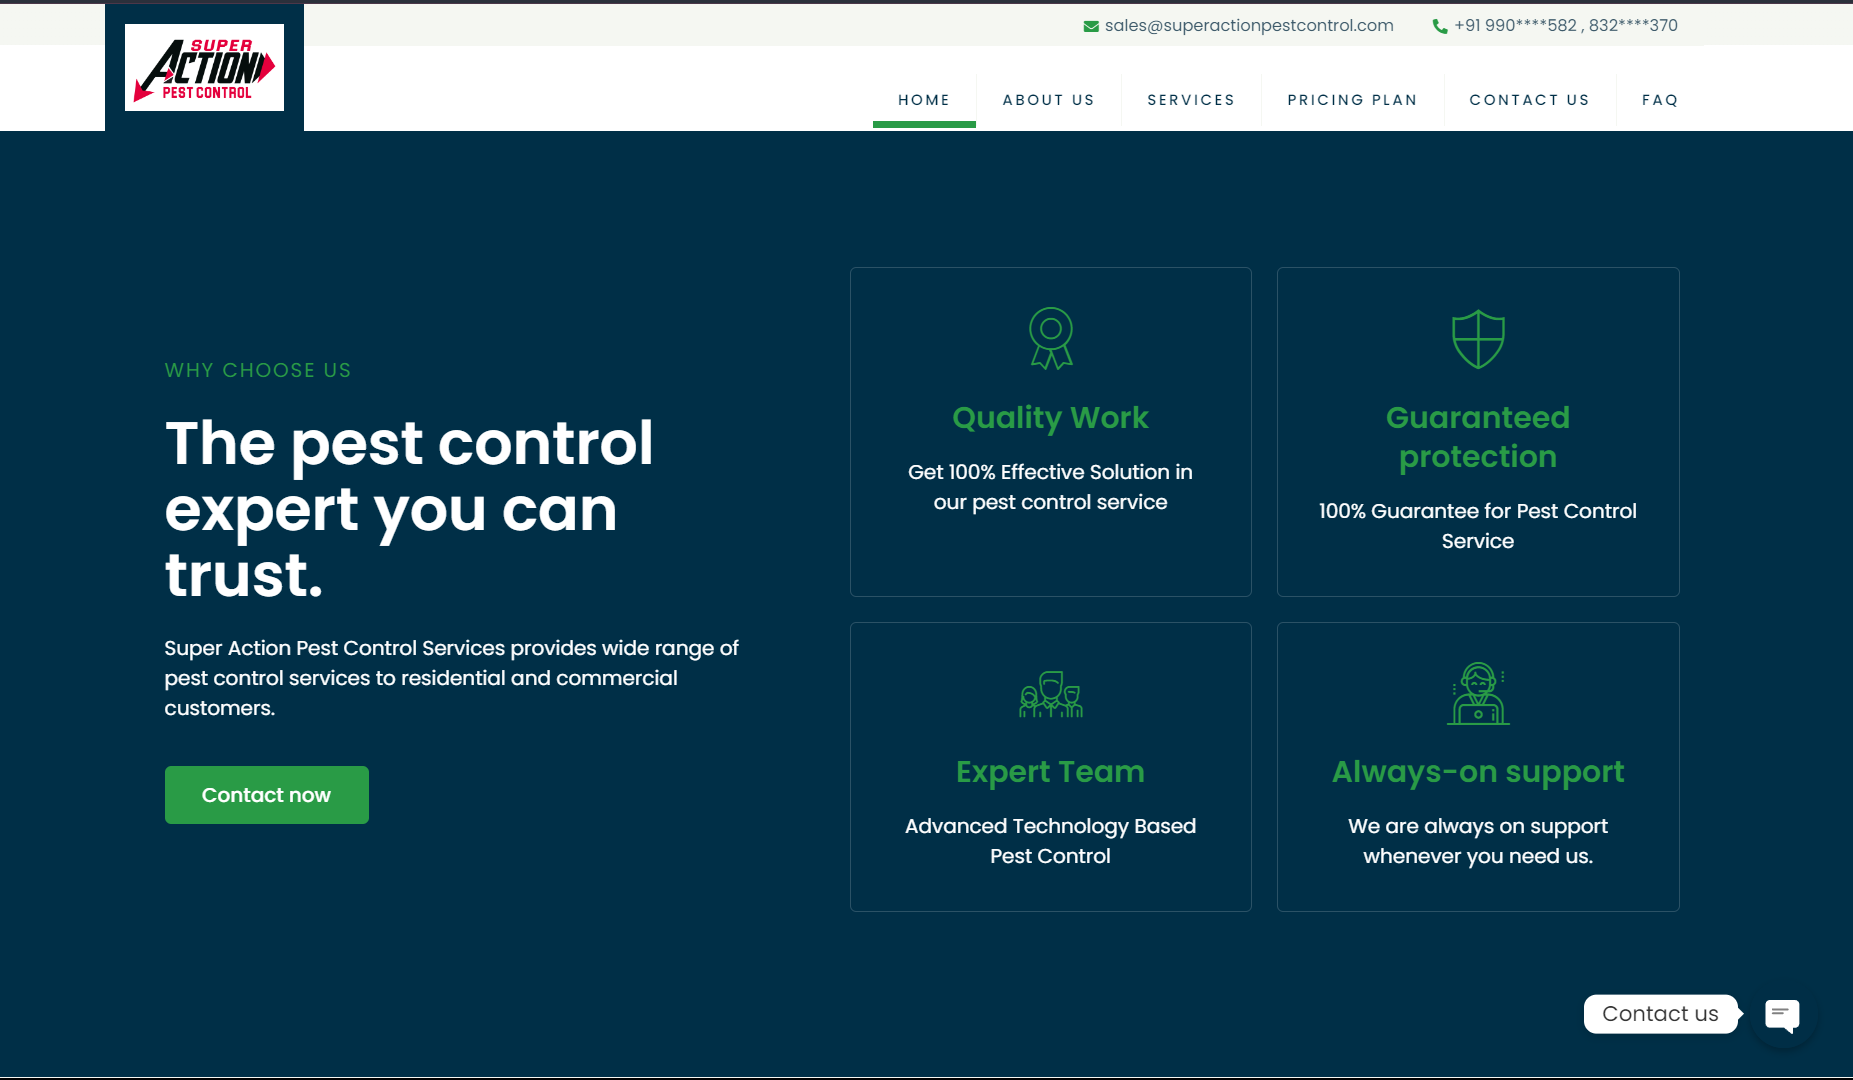 sales@superactionpestcontrol.com
+91 990****582 , 832****370
SUPER
ACTION
PEST CONTROL
HOME
ABOUT US
SERVICES
PRICING PLAN
CONTACT US
FAQ
WHY CHOOSE US
The pest control
expert you can
trust.
Super Action Pest Control Services provides wide range of
pest control services to residential and commercial
customers.
Contact now
Quality Work
Get 100% Effective Solution in
our pest control service
Guaranteed
protection
100% Guarantee for Pest Control
Service
Expert Team
Advanced Technology Based
Pest Control
Always-on support
We are always on support
whenever you need us.
Contact us